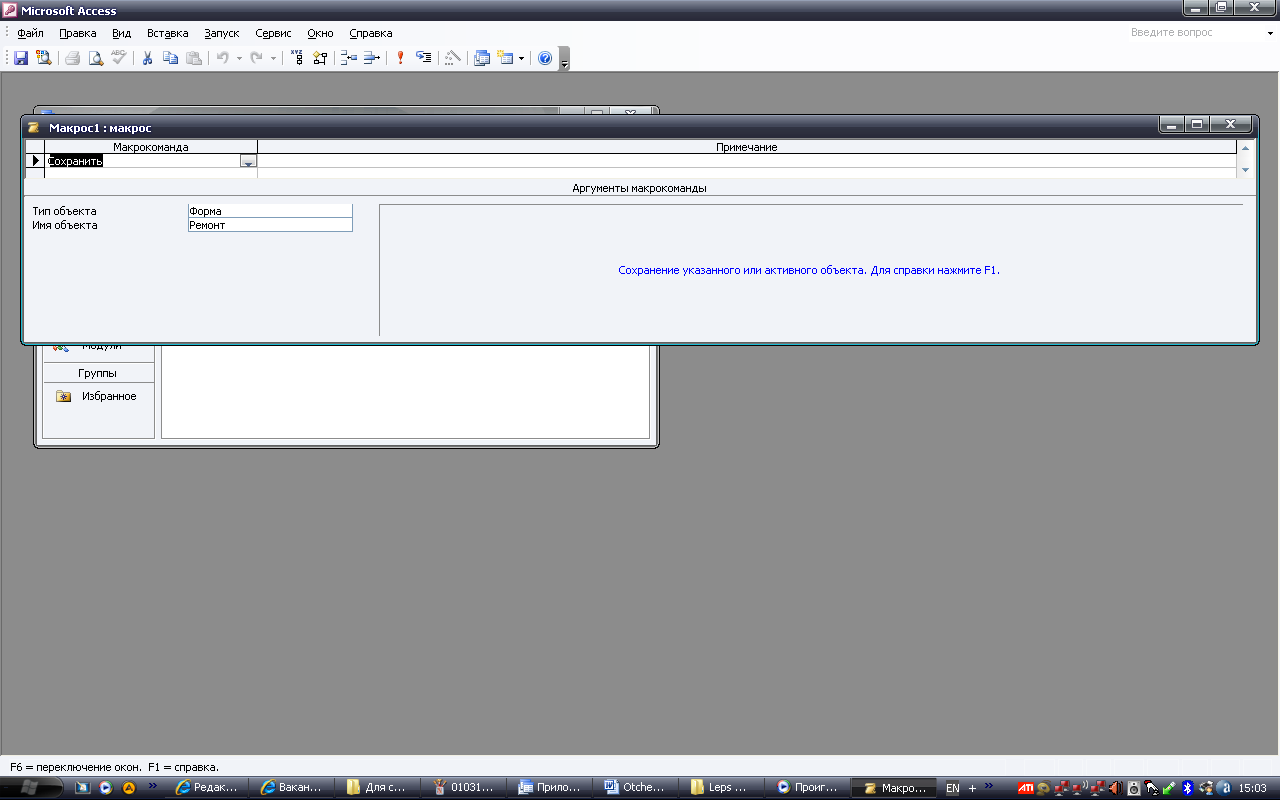 Microsoft Access
Файл Правка Вид Вставка Запуск Сервис Окно Справка
Введите вопрос
Макрос1 : макрос
Макрокоманда Примечание
Сохранить
Аргументы макрокоманды
Тип объекта Форма
Имя объекта Ремонт
Сохранение указанного или активного объекта. Для справки нажмите F1.
Модули
Группы
Избранное
F6 = переключение окон. F1 = справка.
Редак... Вакан... Для с... 01031... Прило... Otche... Leps ... Проиг... Макро... EN ATI 15:03